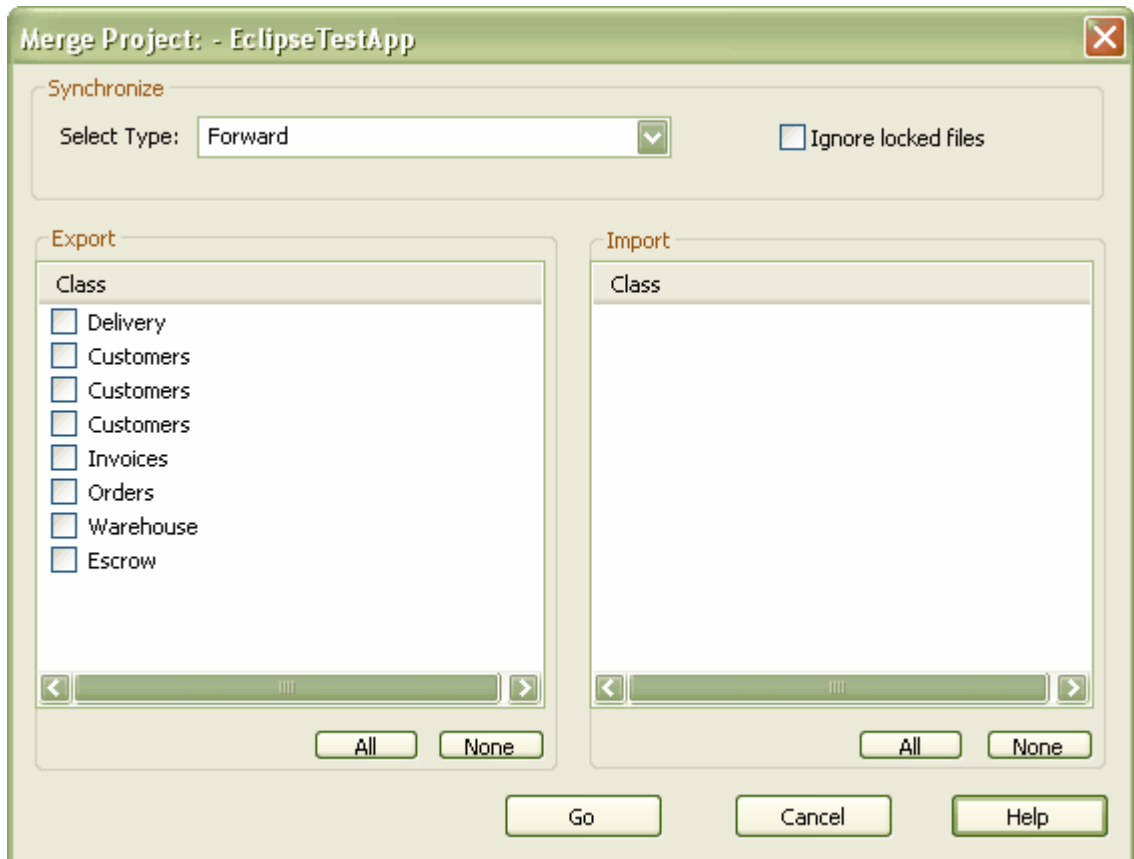 Merge Project: - EclipseTestApp
Synchronize
Select Type: Forward Ignore locked files
Export
Class
Delivery
Customers
Customers
Customers
Invoices
Orders
Warehouse
Escrow
All None
Import
Class
All None
Go Cancel Help